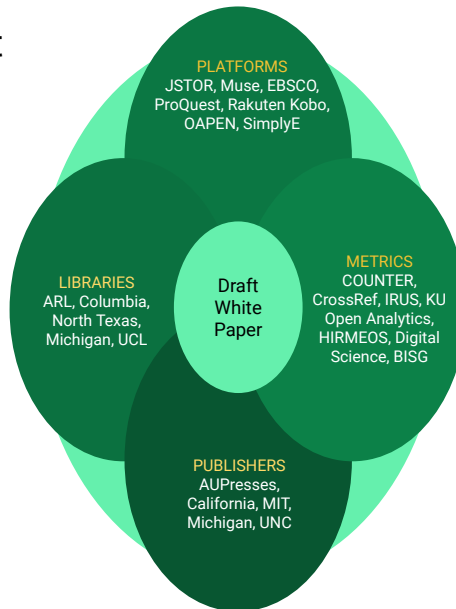 PLATFORMS
JSTOR, Muse, EBSCO,
ProQuest, Rakuten Kobo,
OAPEN, SimplyE
LIBRARIES
ARL, Columbia,
North Texas,
Michigan, UCL
Draft
White
Paper
METRICS
COUNTER,
CrossRef, IRUS, KU
Open Analytics,
HIRMEOS, Digital
Science, BISG
PUBLISHERS
AUPresses,
California, MIT,
Michigan, UNC